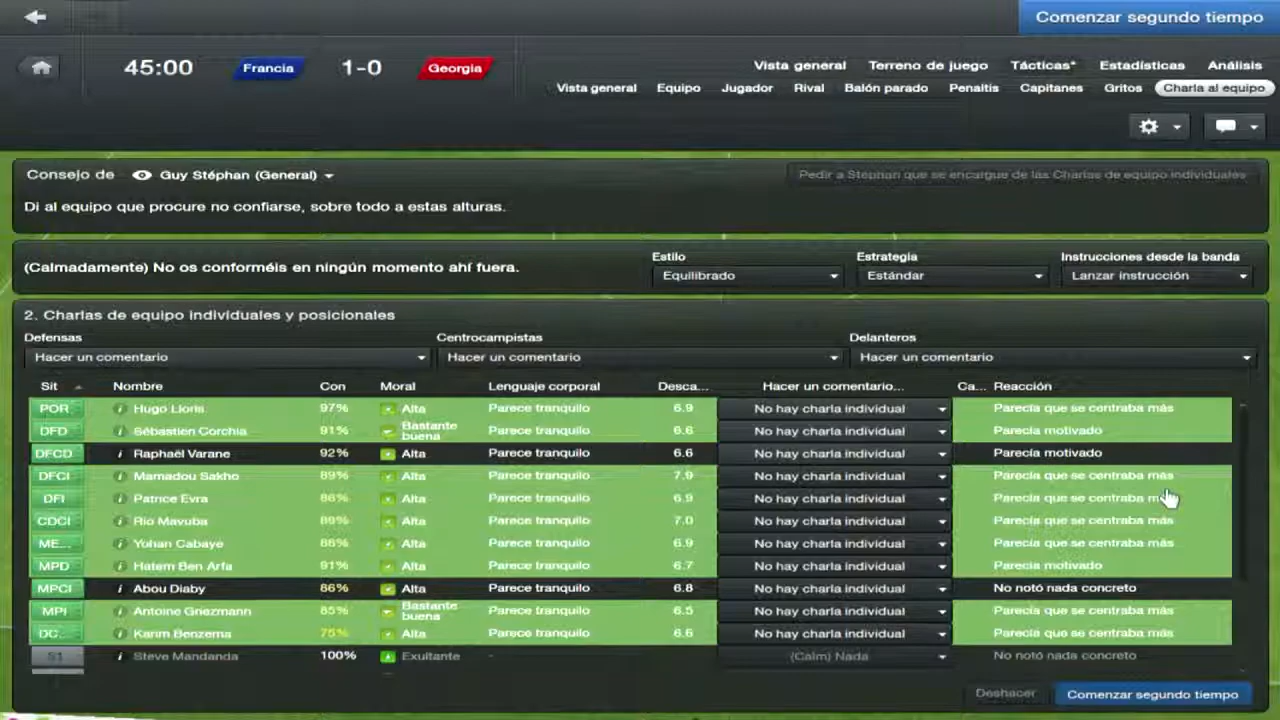 Comenzar segundo tiempo
45:00 Francia 1-0 Georgia
Vista general Terreno de juego Tácticas* Estadísticas Análisis
Vista general Equipo Jugador Rival Balón parado Penaltis Capitanes Gritos Charla al equipo
Consejo de Guy Stéphan (General) Pedir a Stéphan que se encargue de las Charlas de equipo individuales
Di al equipo que procure no confiarse, sobre todo a estas alturas.
Estilo Estrategia Instrucciones desde la banda
(Calmadamente) No os conforméis en ningún momento ahí fuera. Equilibrado Estándar Lanzar instrucción
2. Charlas de equipo individuales y posicionales
Defensas Centrocampistas Delanteros
Hacer un comentario Hacer un comentario Hacer un comentario
Sit Nombre Con Moral Lenguaje corporal Desca... Hacer un comentario... Ca... Reacción
POR i Hugo Lloris 97% Alta Parece tranquilo 6.9 No hay charla individual Parecía que se centraba más
DFD i Sébastien Corchia 91% Bastante buena Parece tranquilo 6.6 No hay charla individual Parecía motivado
DFCD i Raphaël Varane 92% Alta Parece tranquilo 6.6 No hay charla individual Parecía motivado
DFCI i Mamadou Sakho 89% Alta Parece tranquilo 7.9 No hay charla individual Parecía que se centraba más
DFI i Patrice Evra 86% Alta Parece tranquilo 6.9 No hay charla individual Parecía que se centraba más
CDCI i Rio Mavuba 89% Alta Parece tranquilo 7.0 No hay charla individual Parecía que se centraba más
ME... i Yohan Cabaye 86% Alta Parece tranquilo 6.9 No hay charla individual Parecía que se centraba más
MPD i Hatem Ben Arfa 91% Alta Parece tranquilo 6.7 No hay charla individual Parecía motivado
MPCI i Abou Diaby 86% Alta Parece tranquilo 6.8 No hay charla individual No notó nada concreto
MPI i Antoine Griezmann 85% Bastante buena Parece tranquilo 6.5 No hay charla individual Parecía que se centraba más
DC... i Karim Benzema 75% Alta Parece tranquilo 6.6 No hay charla individual Parecía que se centraba más
S1 i Steve Mandanda 100% Exultante - (Calm) Nada No notó nada concreto
Deshacer Comenzar segundo tiempo